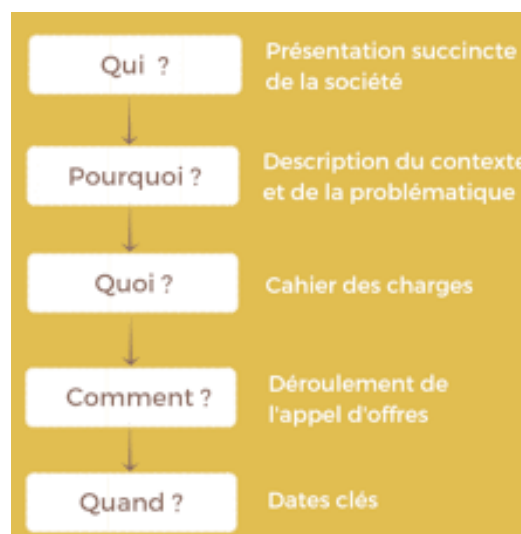 Qui ?
Présentation succincte
de la société
Pourquoi ?
Description du contexte
et de la problématique
Quoi ?
Cahier des charges
Comment ?
Déroulement de
l'appel d'offres
Quand ?
Dates clés